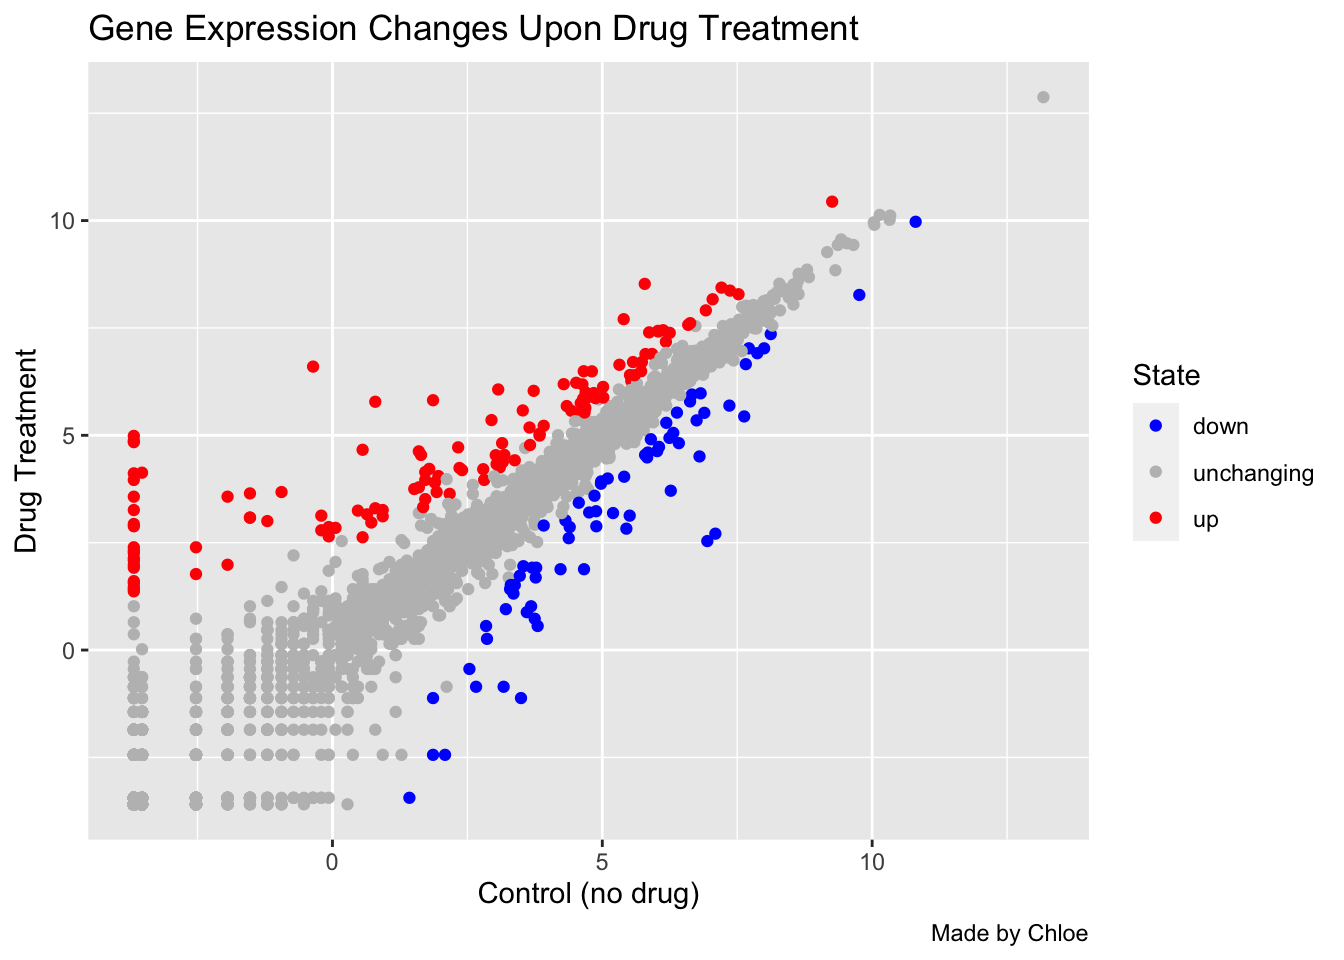 Gene Expression Changes Upon Drug Treatment
Drug Treatment
10
5
0
0
5
10
Control (no drug)
State
down
unchanging
up
Made by Chloe